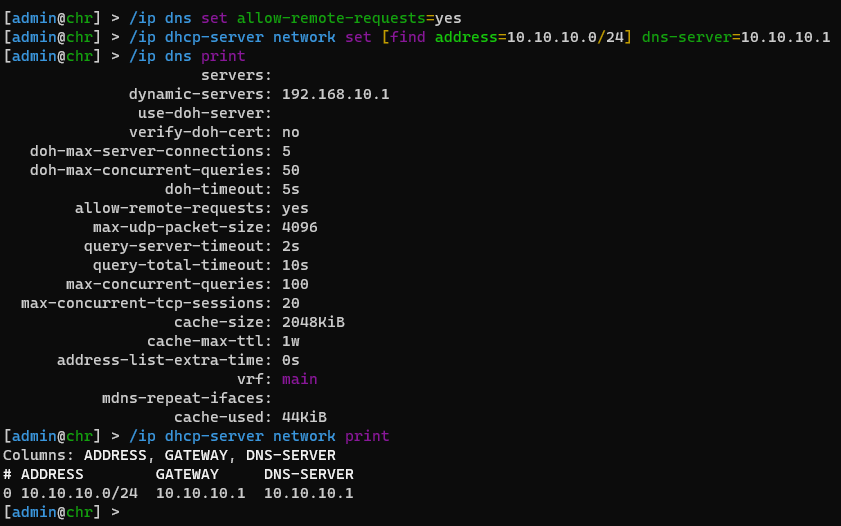 [admin@chr] > /ip dns set allow-remote-requests=yes
[admin@chr] > /ip dhcp-server network set [find address=10.10.10.0/24] dns-server=10.10.10.1
[admin@chr] > /ip dns print
servers:
dynamic-servers: 192.168.10.1
use-doh-server:
verify-doh-cert: no
doh-max-server-connections: 5
doh-max-concurrent-queries: 50
doh-timeout: 5s
allow-remote-requests: yes
max-udp-packet-size: 4096
query-server-timeout: 2s
query-total-timeout: 10s
max-concurrent-queries: 100
max-concurrent-tcp-sessions: 20
cache-size: 2048KiB
cache-max-ttl: 1w
address-list-extra-time: 0s
vrf: main
mdns-repeat-ifaces:
cache-used: 44KiB
[admin@chr] > /ip dhcp-server network print
Columns: ADDRESS, GATEWAY, DNS-SERVER
# ADDRESS GATEWAY DNS-SERVER
0 10.10.10.0/24 10.10.10.1 10.10.10.1
[admin@chr] >